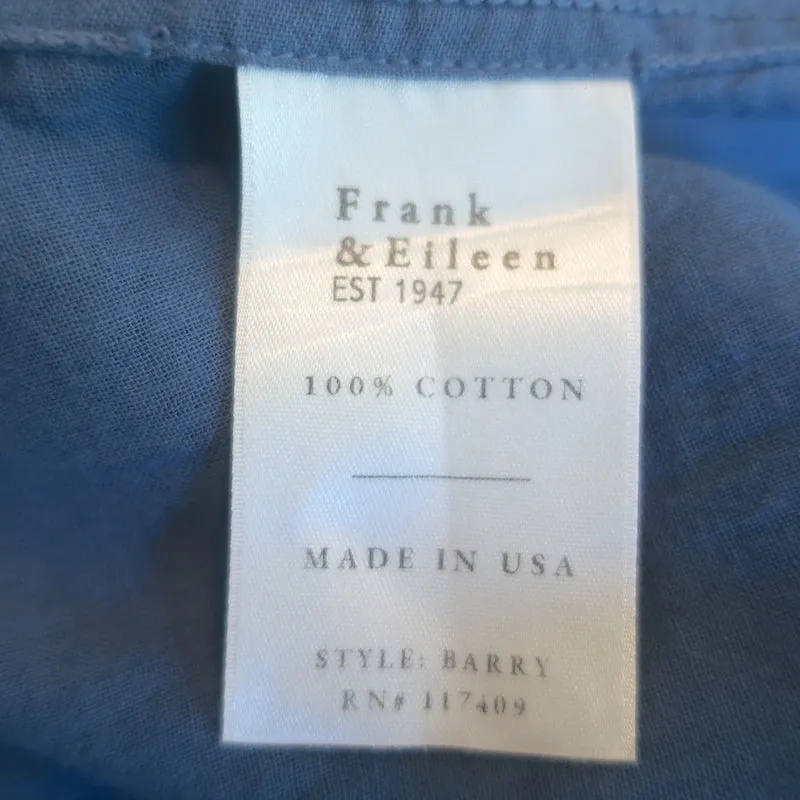 Frank
& Eileen
EST 1947
100% COTTON
MADE IN USA
STYLE: BARRY
RN# 117409